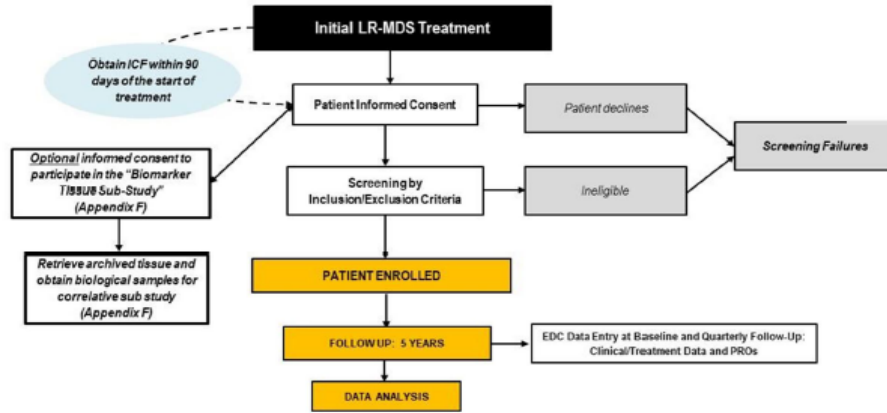 Initial LR-MDS Treatment
Obtain ICF within 90
days of the start of
treatment
Patient Informed Consent
Patient declines
Screening Failures
Optional informed consent to
participate in the "Biomarker
Tissue Sub-Study"
(Appendix F)
Screening by
Inclusion/Exclusion Criteria
Ineligible
Retrieve archived tissue and
obtain biological samples for
correlative sub study
(Appendix F)
PATIENT ENROLLED
FOLLOW UP: 5 YEARS
EDC Data Entry at Baseline and Quarterly Follow-Up:
Clinical/Treatment Data and PROs
DATA ANALYSIS